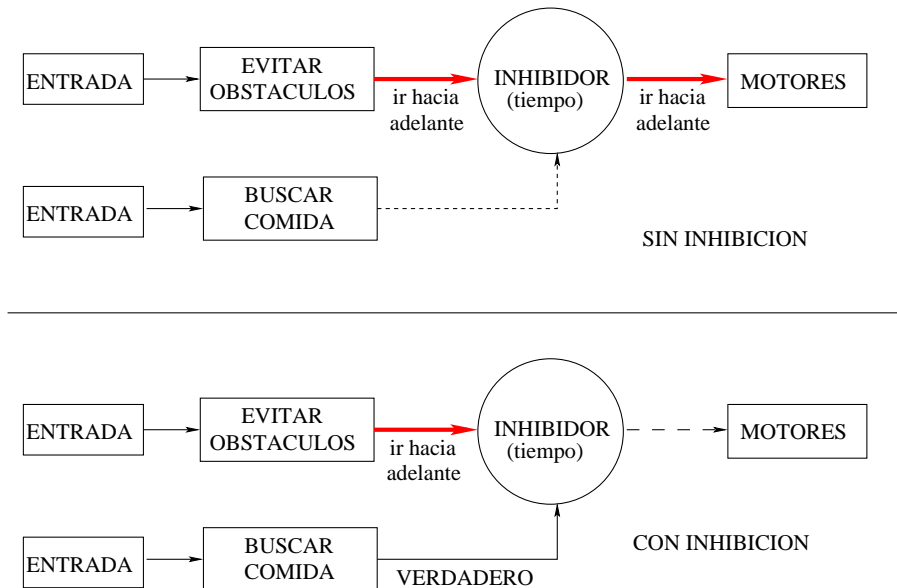 ENTRADA
EVITAR
OBSTACULOS
ir hacia
adelante
INHIBIDOR
(tiempo)
ir hacia
adelante
MOTORES
ENTRADA
BUSCAR
COMIDA
SIN INHIBICION
ENTRADA
EVITAR
OBSTACULOS
ir hacia
adelante
INHIBIDOR
(tiempo)
MOTORES
ENTRADA
BUSCAR
COMIDA
VERDADERO
CON INHIBICION